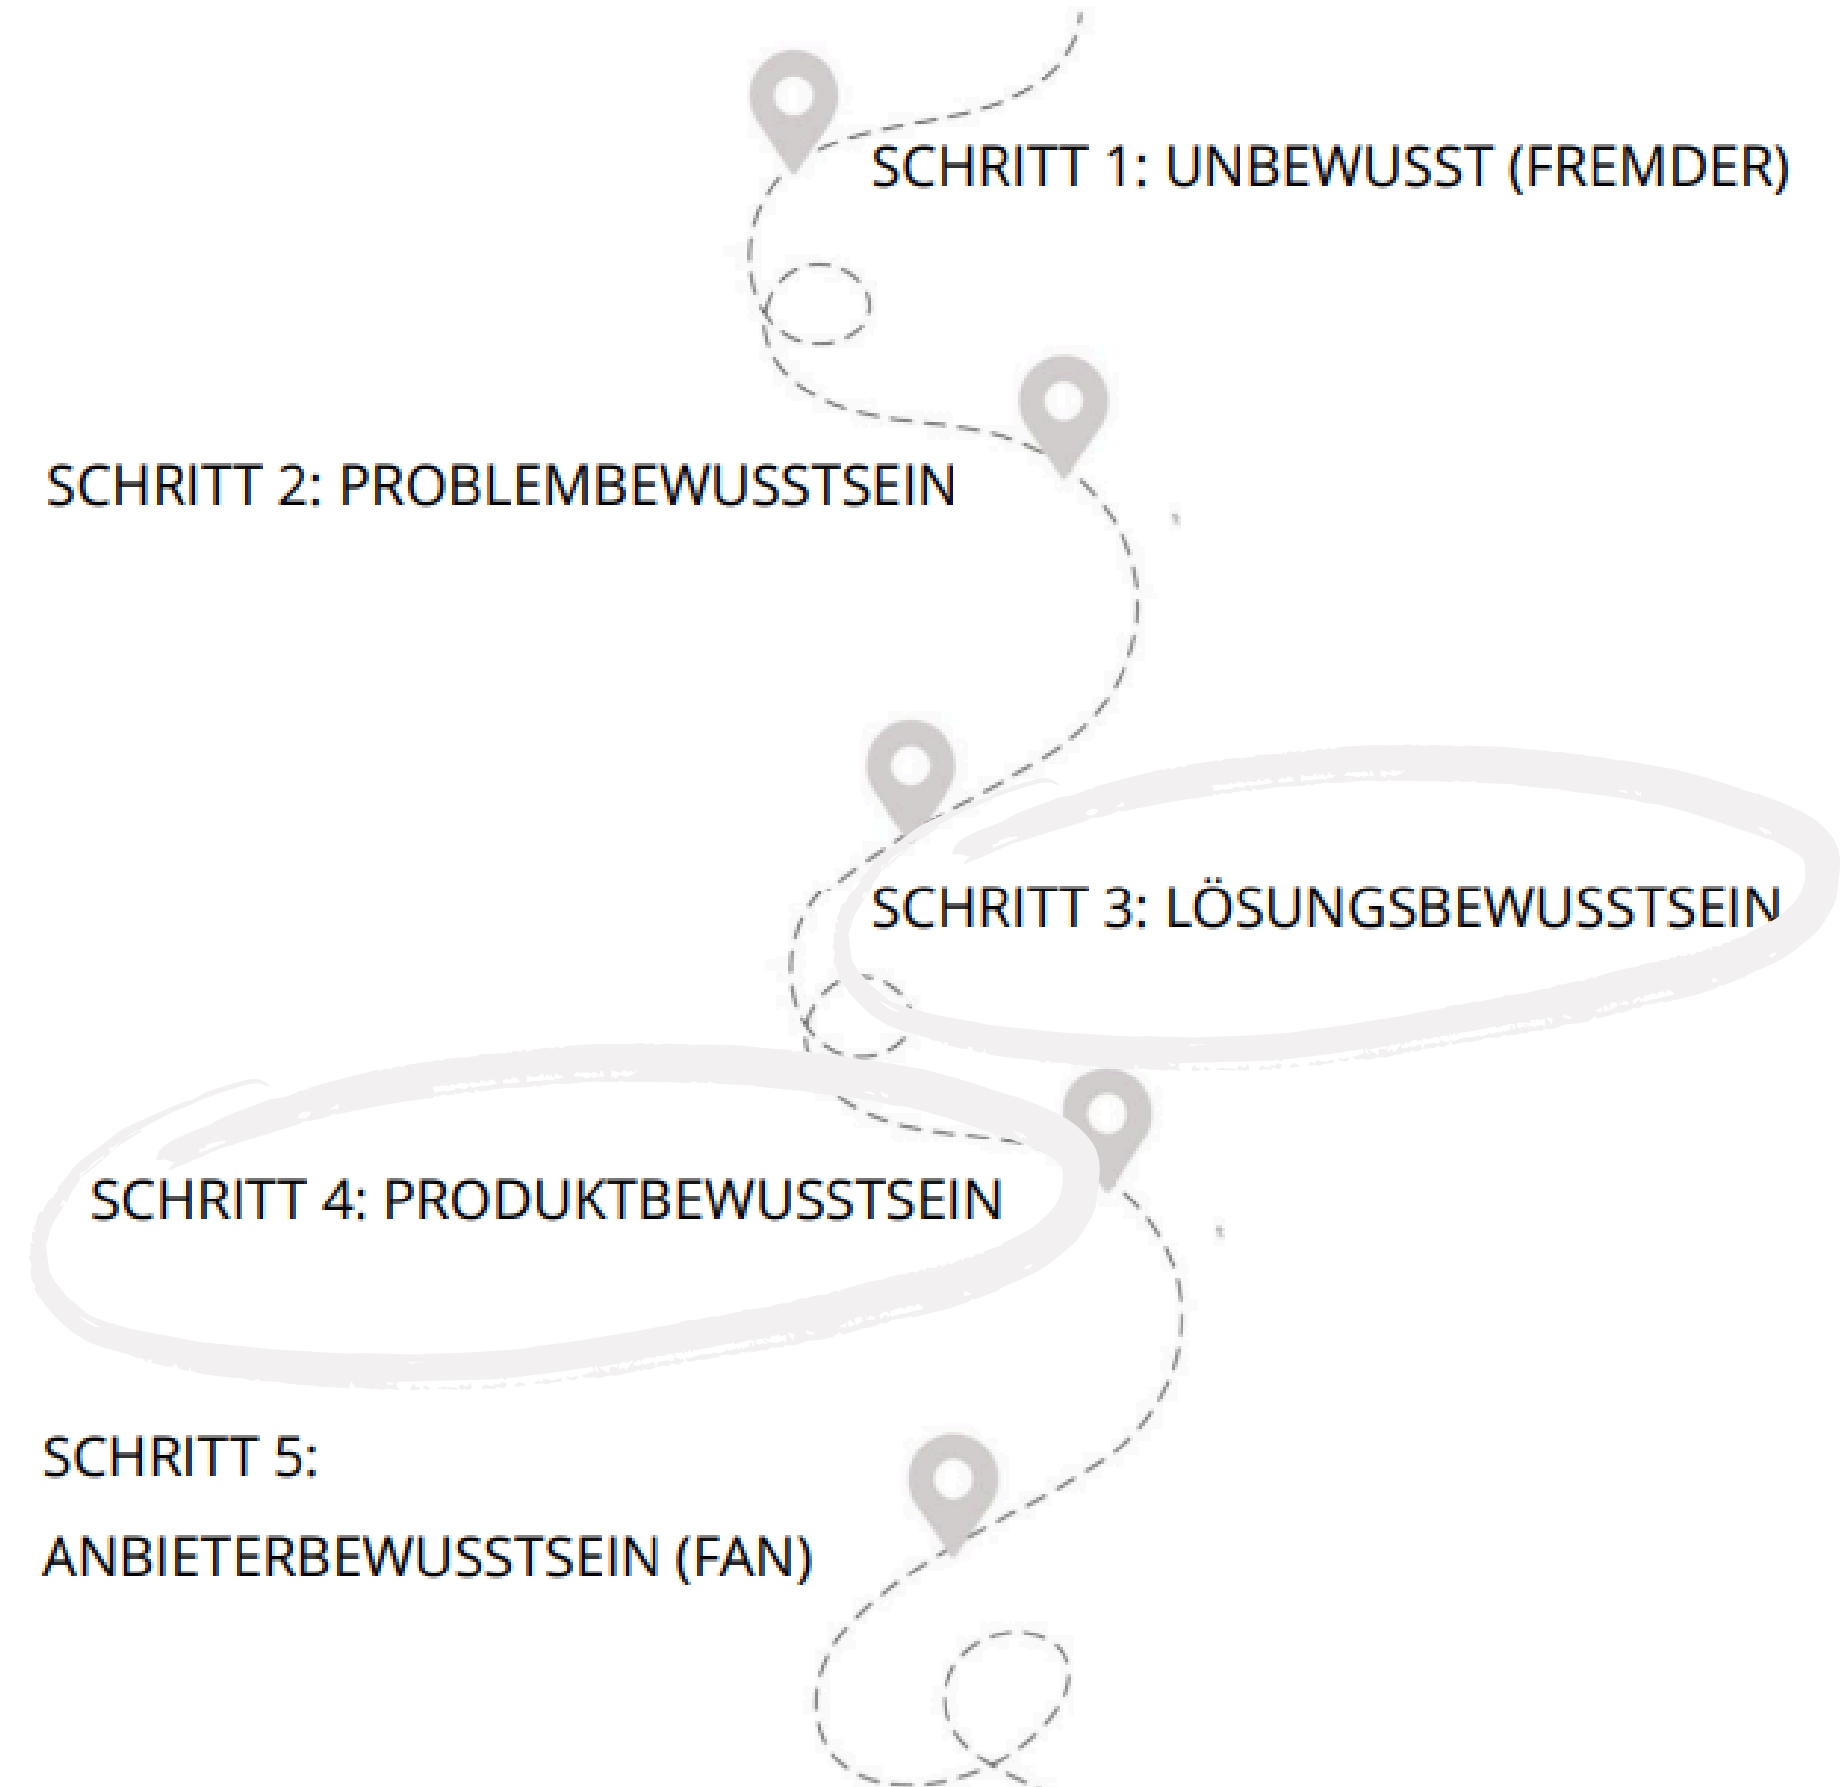 SCHRITT 1: UNBEWUSST (FREMDER)
SCHRITT 2: PROBLEMBEWUSSTSEIN
SCHRITT 3: LÖSUNGSBEWUSSTSEIN
SCHRITT 4: PRODUKTBEWUSSTSEIN
SCHRITT 5:
ANBIETERBEWUSSTSEIN (FAN)